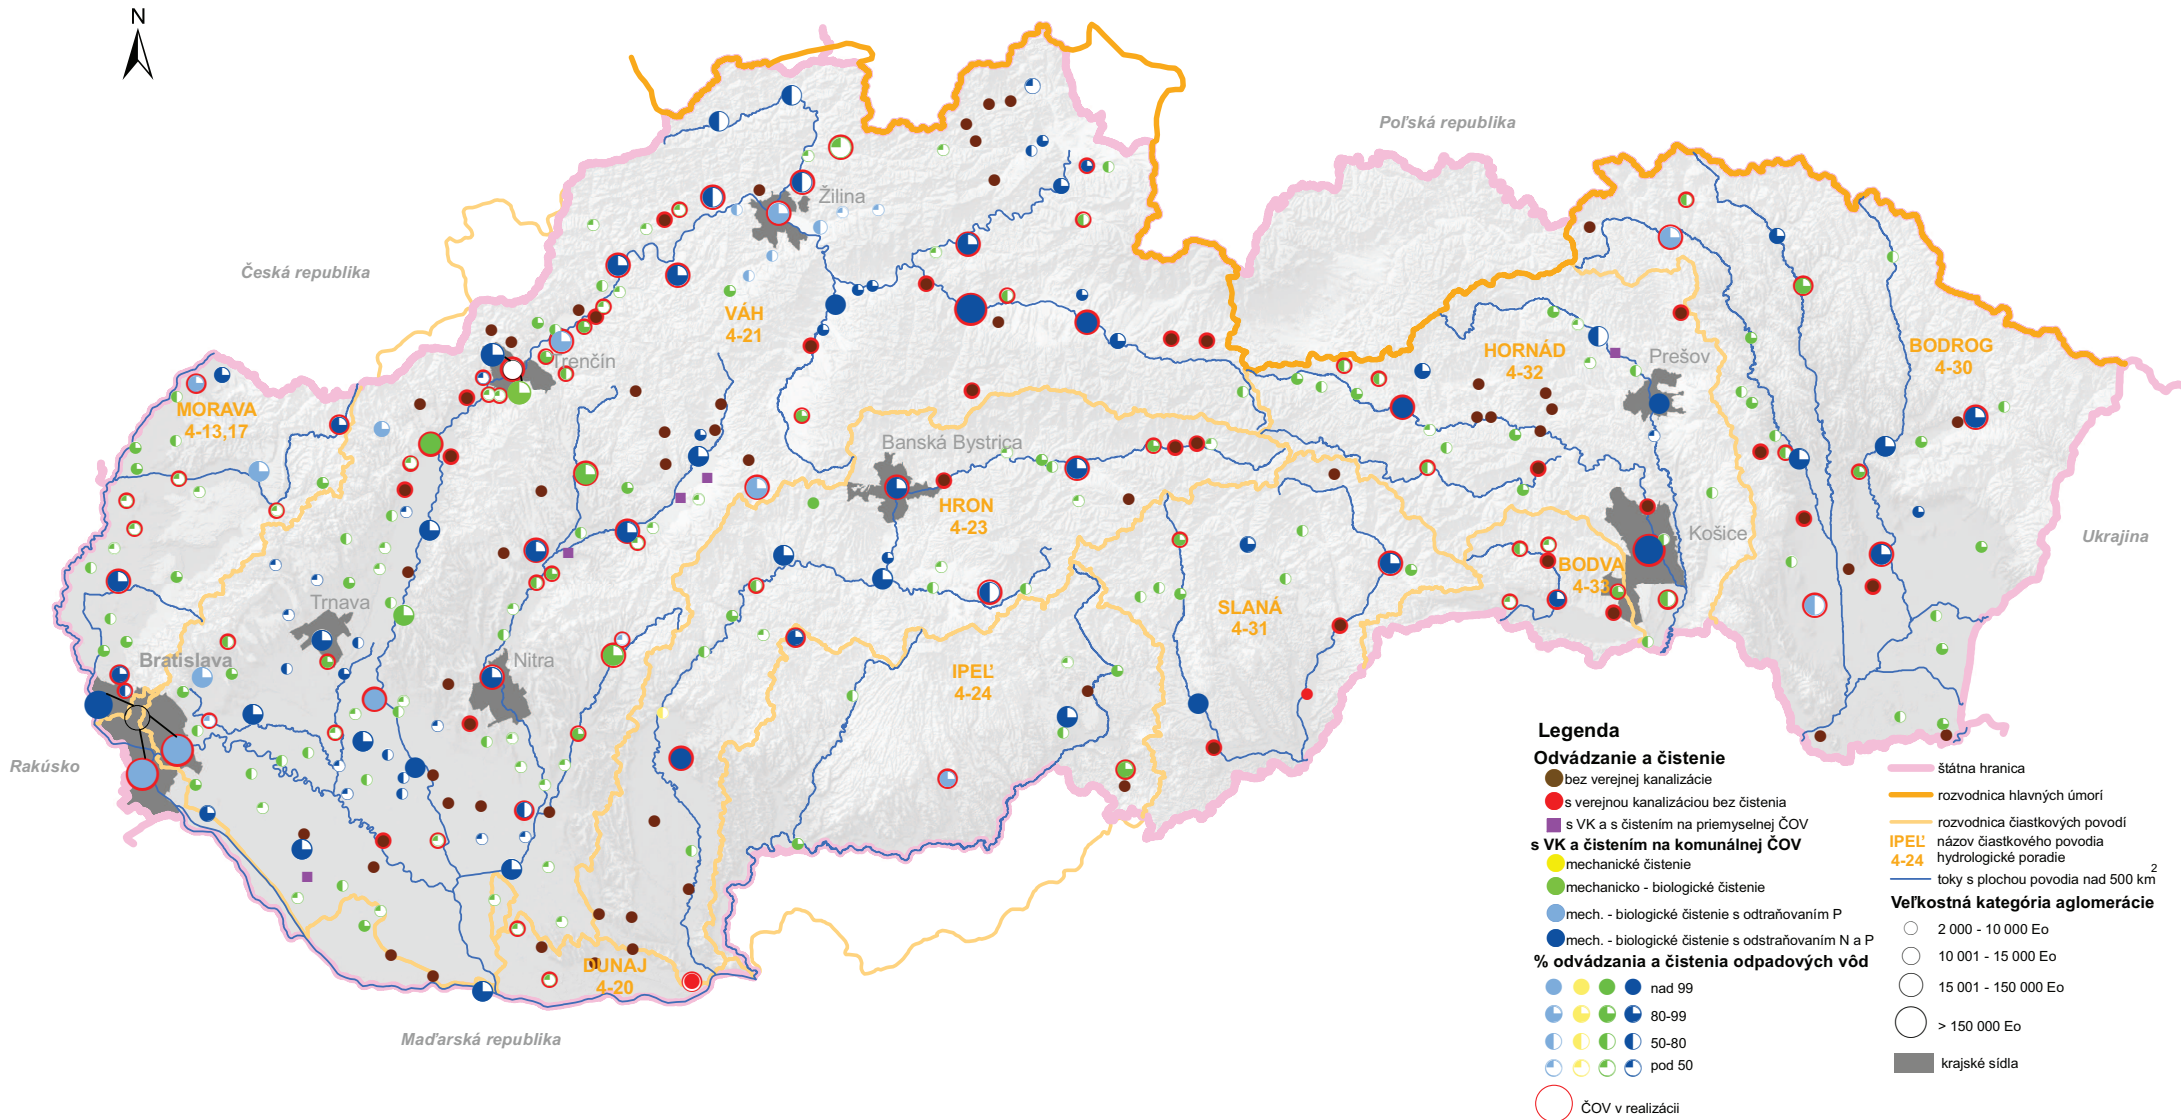 N
Poľská republika
Česká republika
Žilina
VÁH
4-21
Trenčín
MORAVA
4-13,17
HORNÁD
4-32
Prešov
BODROG
4-30
Banská Bystrica
HRON
4-23
Košice
Ukrajina
BODVA
4-33
Trnava
SLANÁ
4-31
Bratislava
Nitra
IPEĽ
4-24
Rakúsko
DUNAJ
4-20
Maďarská republika
Legenda
Odvádzanie a čistenie
bez verejnej kanalizácie
s verejnou kanalizáciou bez čistenia
s VK a s čistením na priemyselnej ČOV
s VK a čistením na komunálnej ČOV
mechanické čistenie
mechanicko - biologické čistenie
mech. - biologické čistenie s odtraňovaním P
mech. - biologické čistenie s odstraňovaním N a P
% odvádzania a čistenia odpadových vôd
nad 99
80-99
50-80
pod 50
ČOV v realizácii
štátna hranica
rozvodnica hlavných úmorí
rozvodnica čiastkových povodí
IPEĽ názov čiastkového povodia
4-24 hydrologické poradie
toky s plochou povodia nad 500 km2
Veľkostná kategória aglomerácie
2 000 - 10 000 Eo
10 001 - 15 000 Eo
15 001 - 150 000 Eo
> 150 000 Eo
krajské sídla